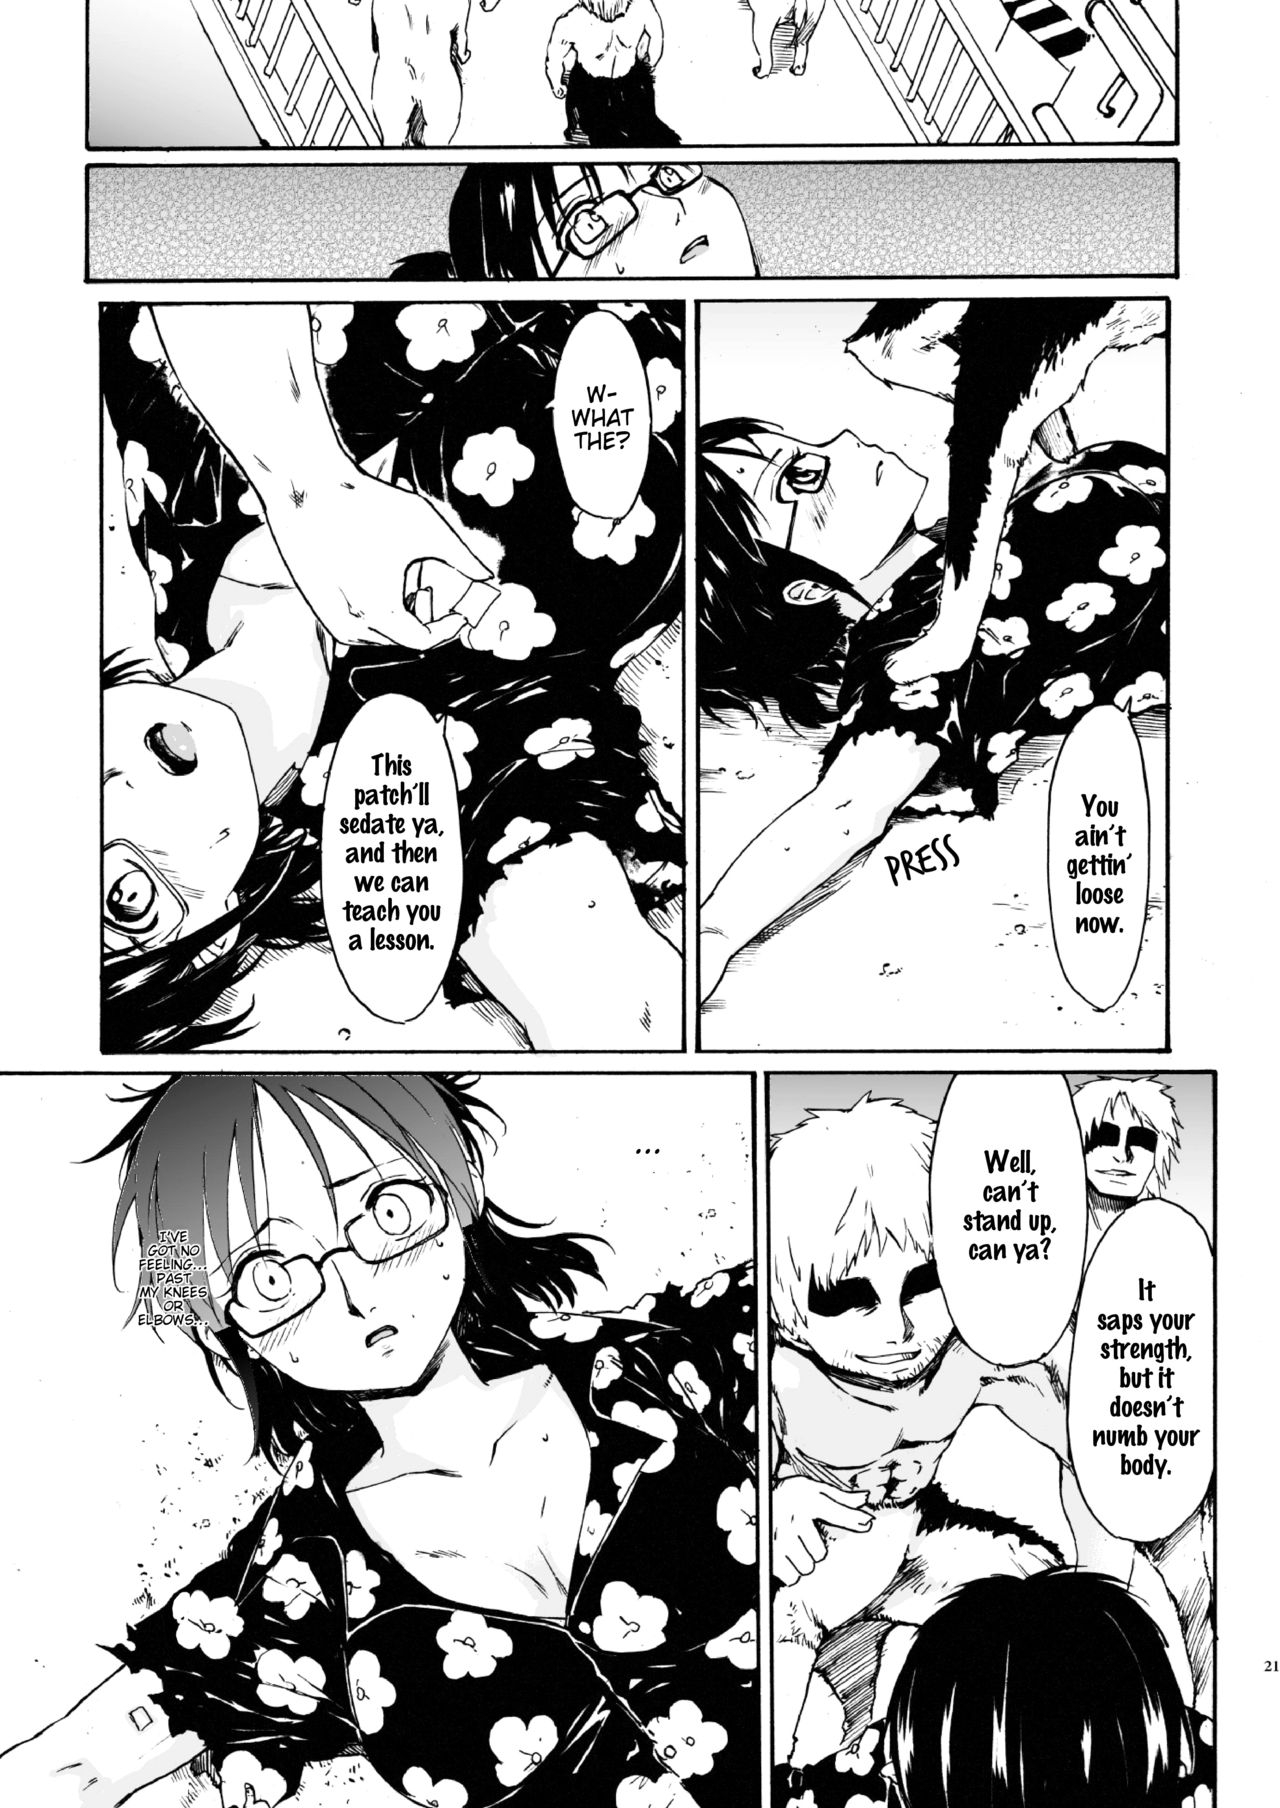 You
ain't
gettin'
loose
now.
PRESS
W-
WHAT
THE?
This
patch'll
sedate ya,
and then
we can
teach you
a lesson.
Well,
can't
stand up,
can ya?
It
saps your
strength,
but it
doesn't
numb your
body.
...
I'VE
GOT NO
FEELING...
PAST
MY KNEES
OR
ELBOWS...
21